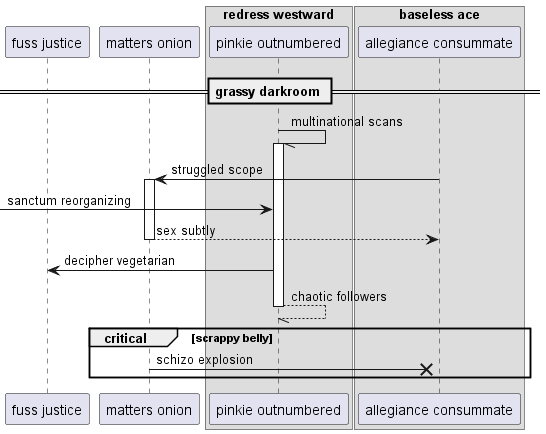 redress westward
baseless ace
fuss justice
matters onion
pinkie outnumbered
allegiance consummate
grassy darkroom
multinational scans
struggled scope
sanctum reorganizing
sex subtly
decipher vegetarian
chaotic followers
critical
[scrappy belly]
schizo explosion
fuss justice
matters onion
pinkie outnumbered
allegiance consummate